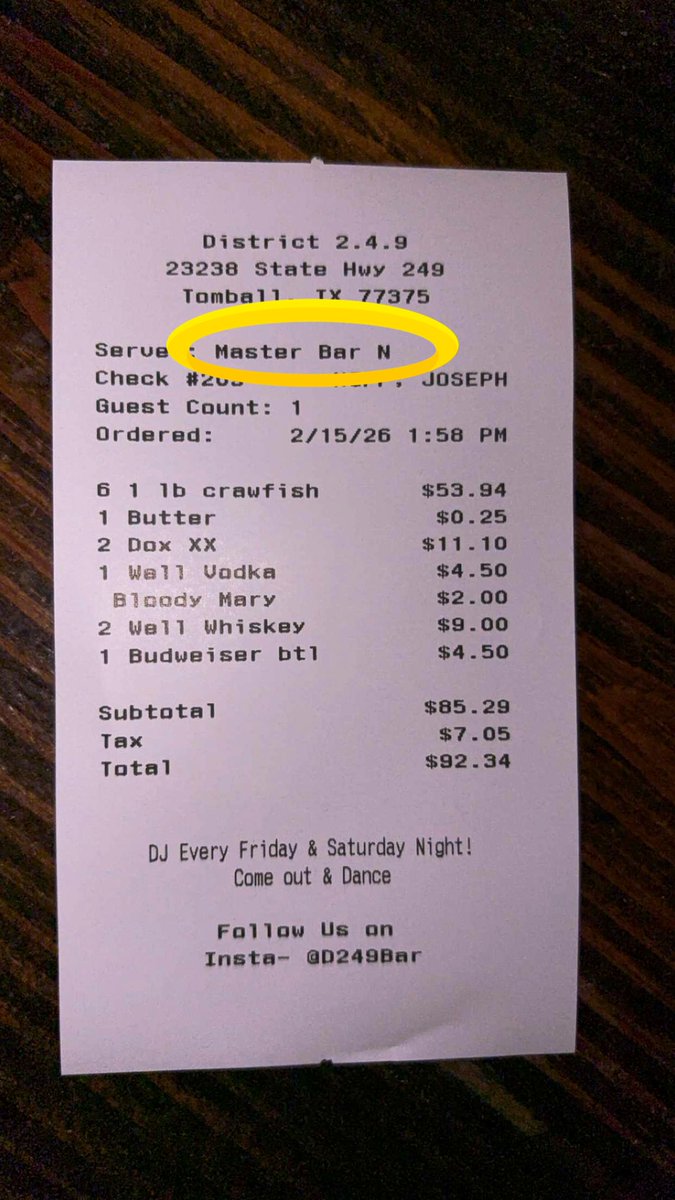 District 2.4.9
23238 State Hwy 249
Tomball, TX 77375
Server: Master Bar N
Check JOSEPH
Guest Count: 1
Ordered: 2/15/26 1:58 PM
6 1 lb crawfish $53.94
1 Butter $0.25
2 Dox XX $11.10
1 Well Vodka $4.50
Bloody Mary $2.00
2 Well Whiskey $9.00
1 Budweiser btl $4.50
Subtotal $85.29
Tax $7.05
Total $92.34
DJ Every Friday & Saturday Night!
Come out & Dance
Follow Us on
Insta- @D249Bar